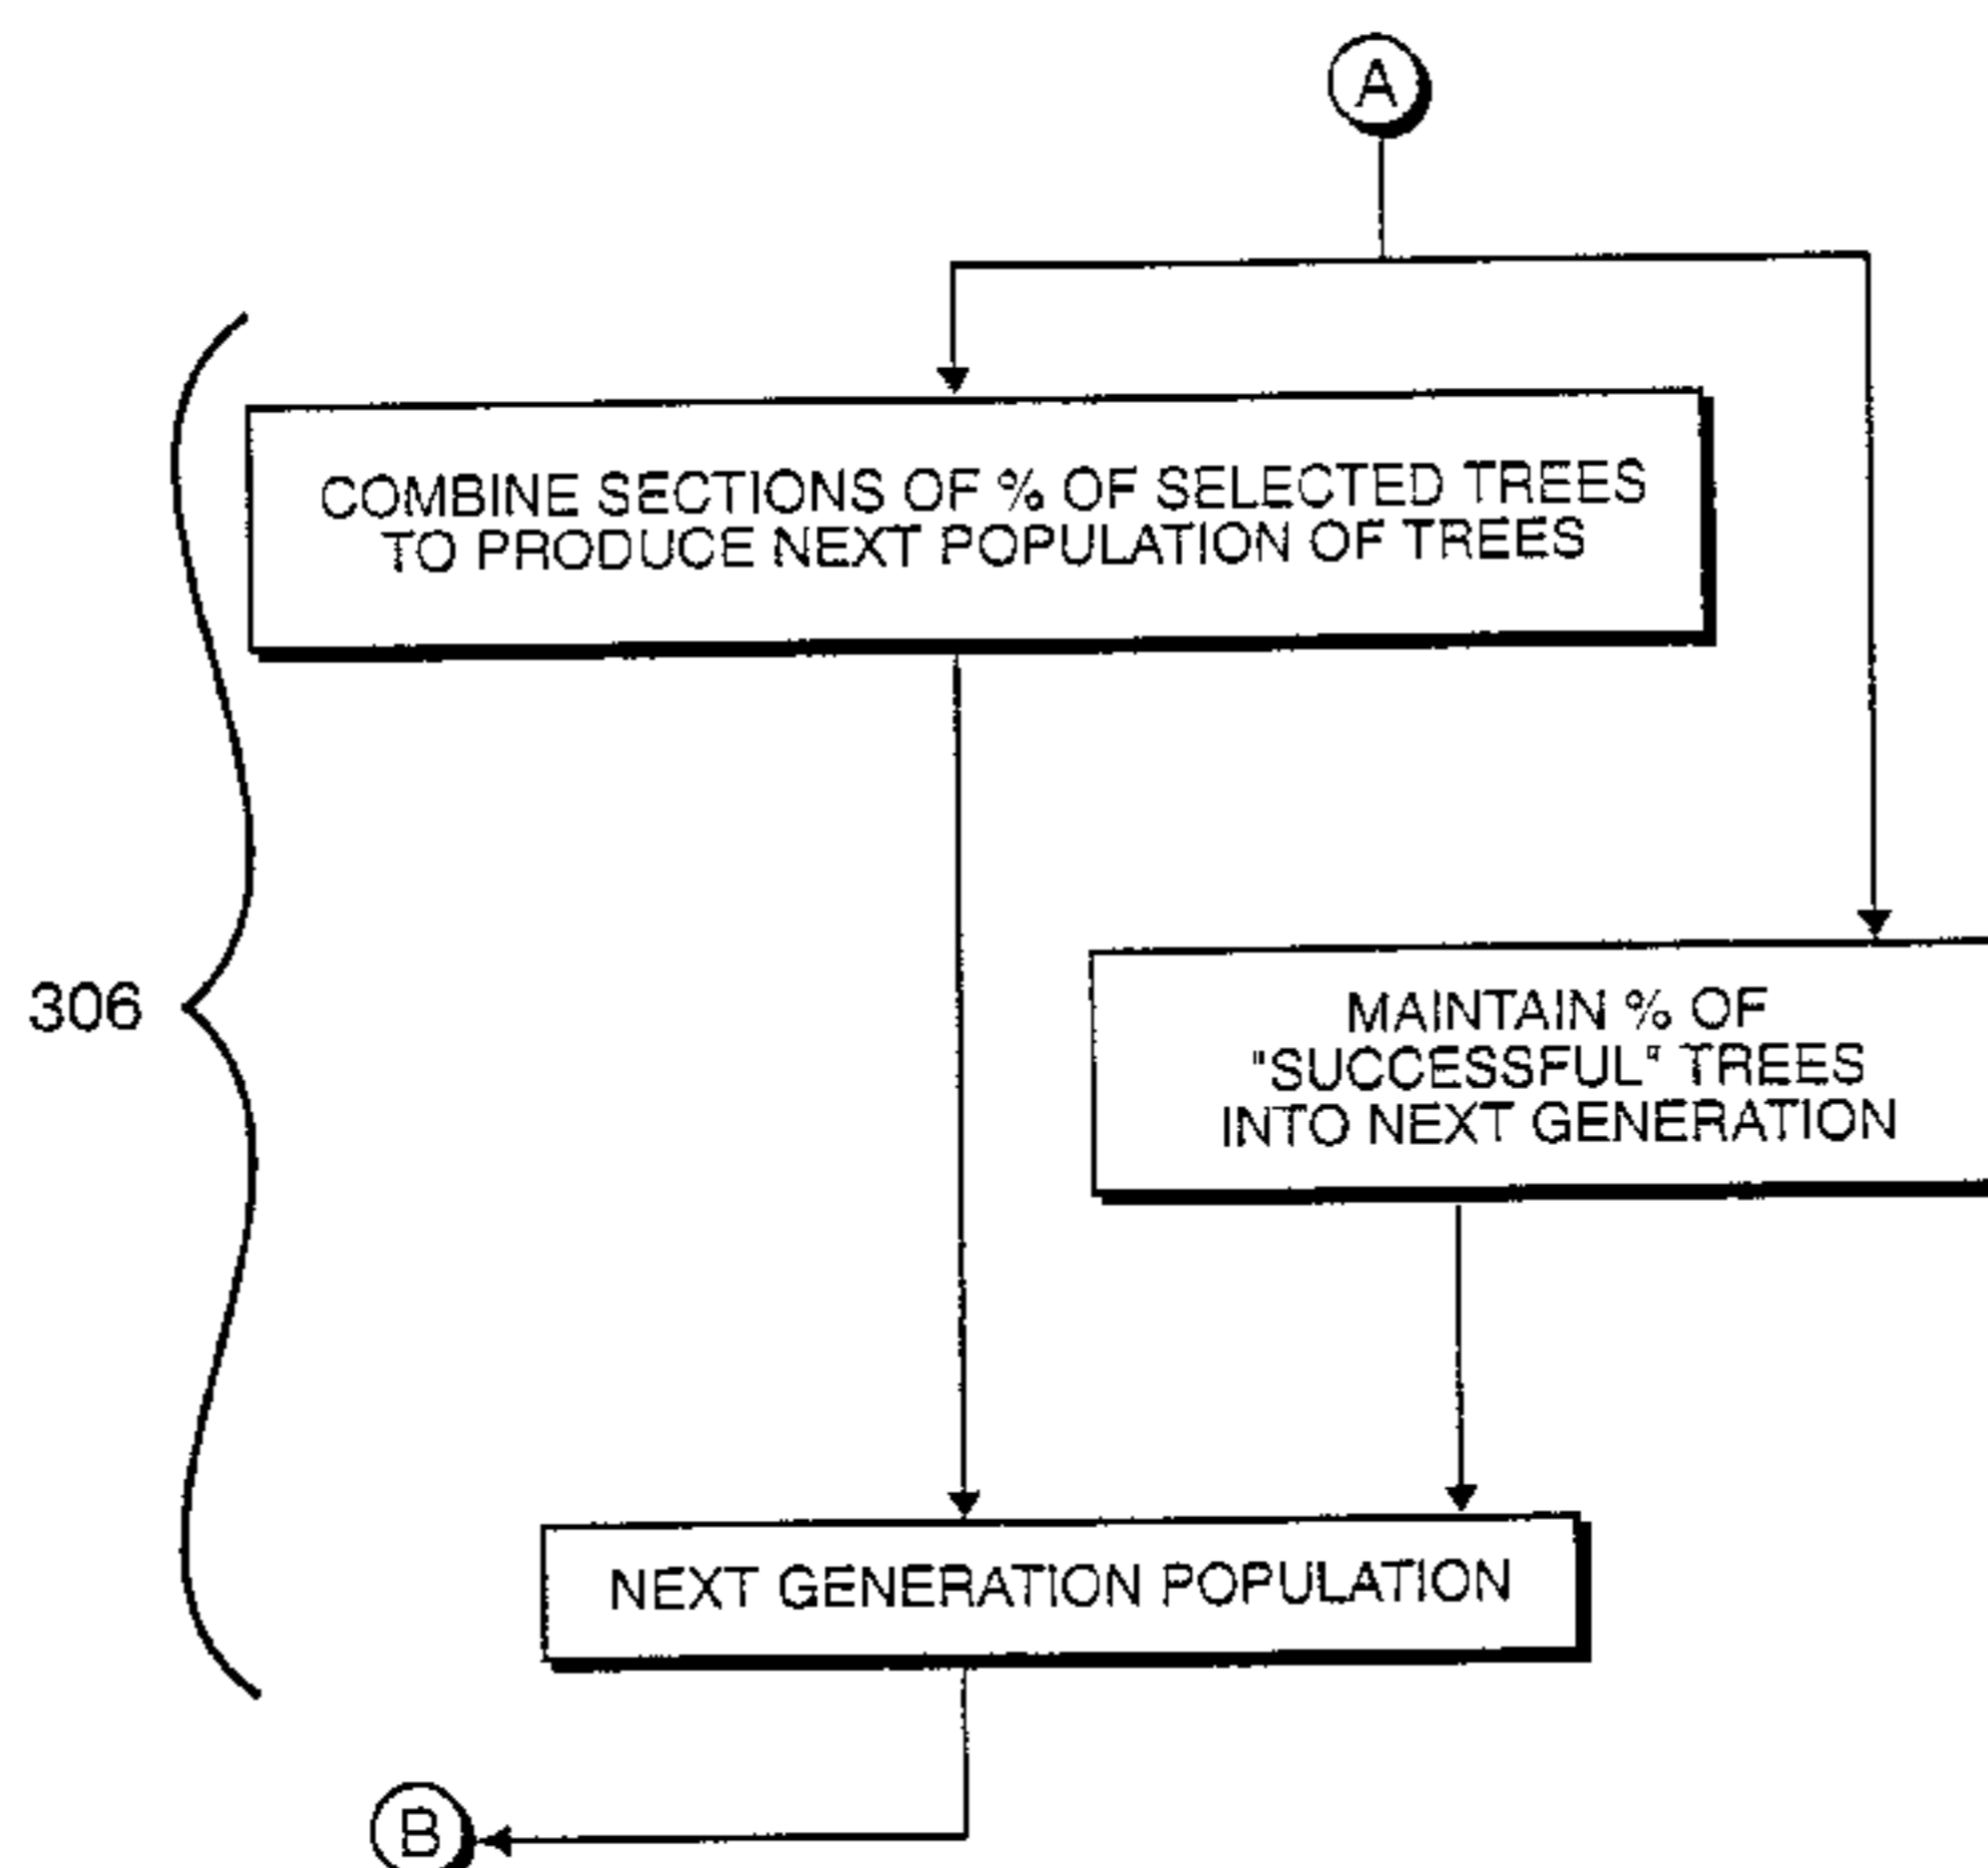 A
COMBINE SECTIONS OF % OF SELECTED TREES
TO PRODUCE NEXT POPULATION OF TREES
306
MAINTAIN % OF
"SUCCESSFUL" TREES
INTO NEXT GENERATION
NEXT GENERATION POPULATION
B